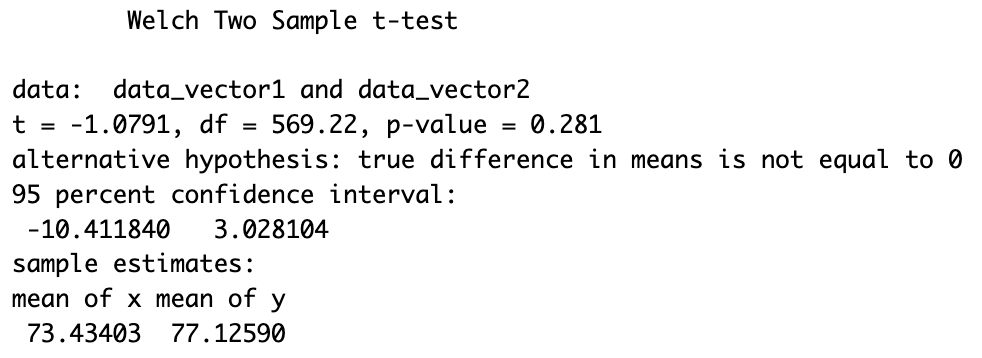 Welch Two Sample t-test
data:  data_vector1 and data_vector2
t = -1.0791, df = 569.22, p-value = 0.281
alternative hypothesis: true difference in means is not equal to 0
95 percent confidence interval:
 -10.411840   3.028104
sample estimates:
mean of x mean of y
 73.43403  77.12590